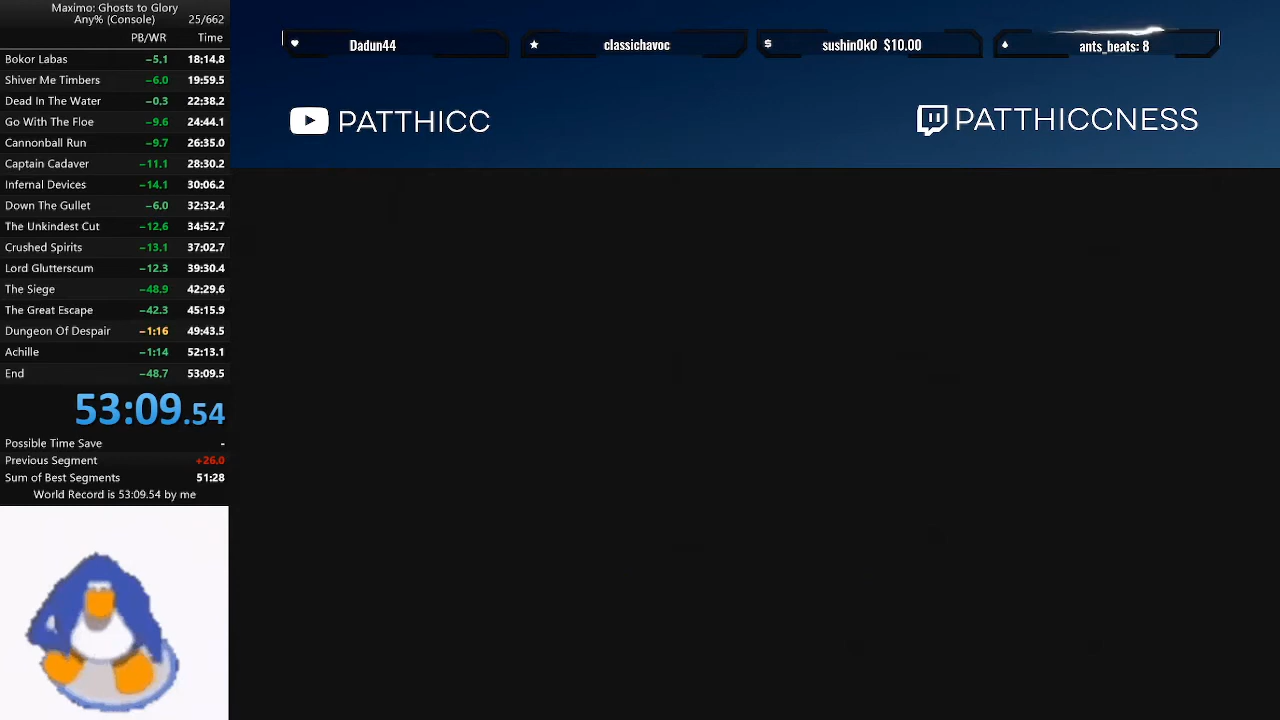 Maximo: Ghosts to Glory
Any% (Console) 25/662
PB/WR Time
Bokor Labas −5.1 18:14.8
Shiver Me Timbers −6.0 19:59.5
Dead In The Water −0.3 22:38.2
Go With The Floe −9.6 24:44.1
Cannonball Run −9.7 26:35.0
Captain Cadaver −11.1 28:30.2
Infernal Devices −14.1 30:06.2
Down The Gullet −6.0 32:32.4
The Unkindest Cut −12.6 34:52.7
Crushed Spirits −13.1 37:02.7
Lord Glutterscum −12.3 39:30.4
The Siege −48.9 42:29.6
The Great Escape −42.3 45:15.9
Dungeon Of Despair −1:16 49:43.5
Achille −1:14 52:13.1
End −48.7 53:09.5
53:09.54
Possible Time Save -
Previous Segment +26.0
Sum of Best Segments 51:28
World Record is 53:09.54 by me
Dadun44 classichavoc sushin0k0 $10.00 ants_beats: 8
PATTHICC PATTHICCNESS